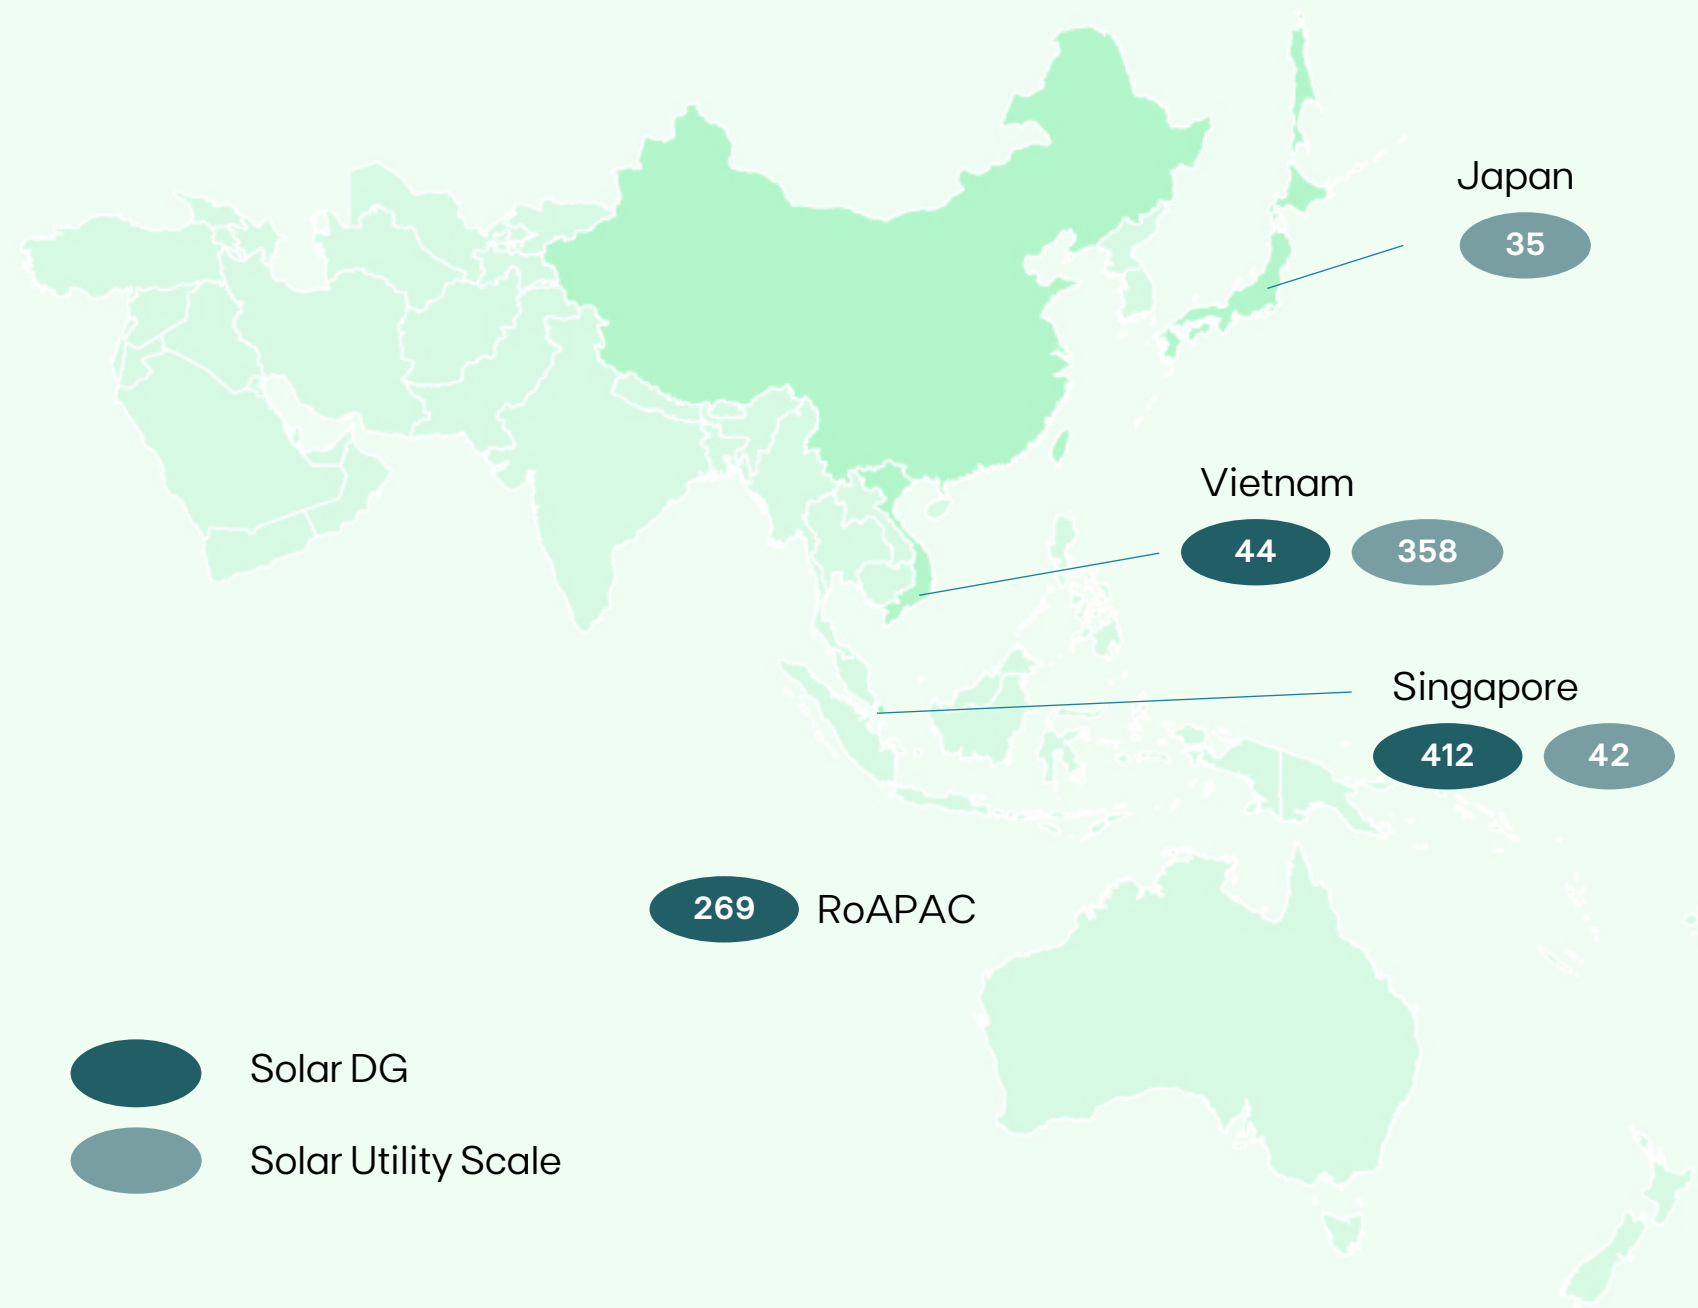 Japan
35
Vietnam
44 358
Singapore
412 42
269 RoAPAC
Solar DG
Solar Utility Scale